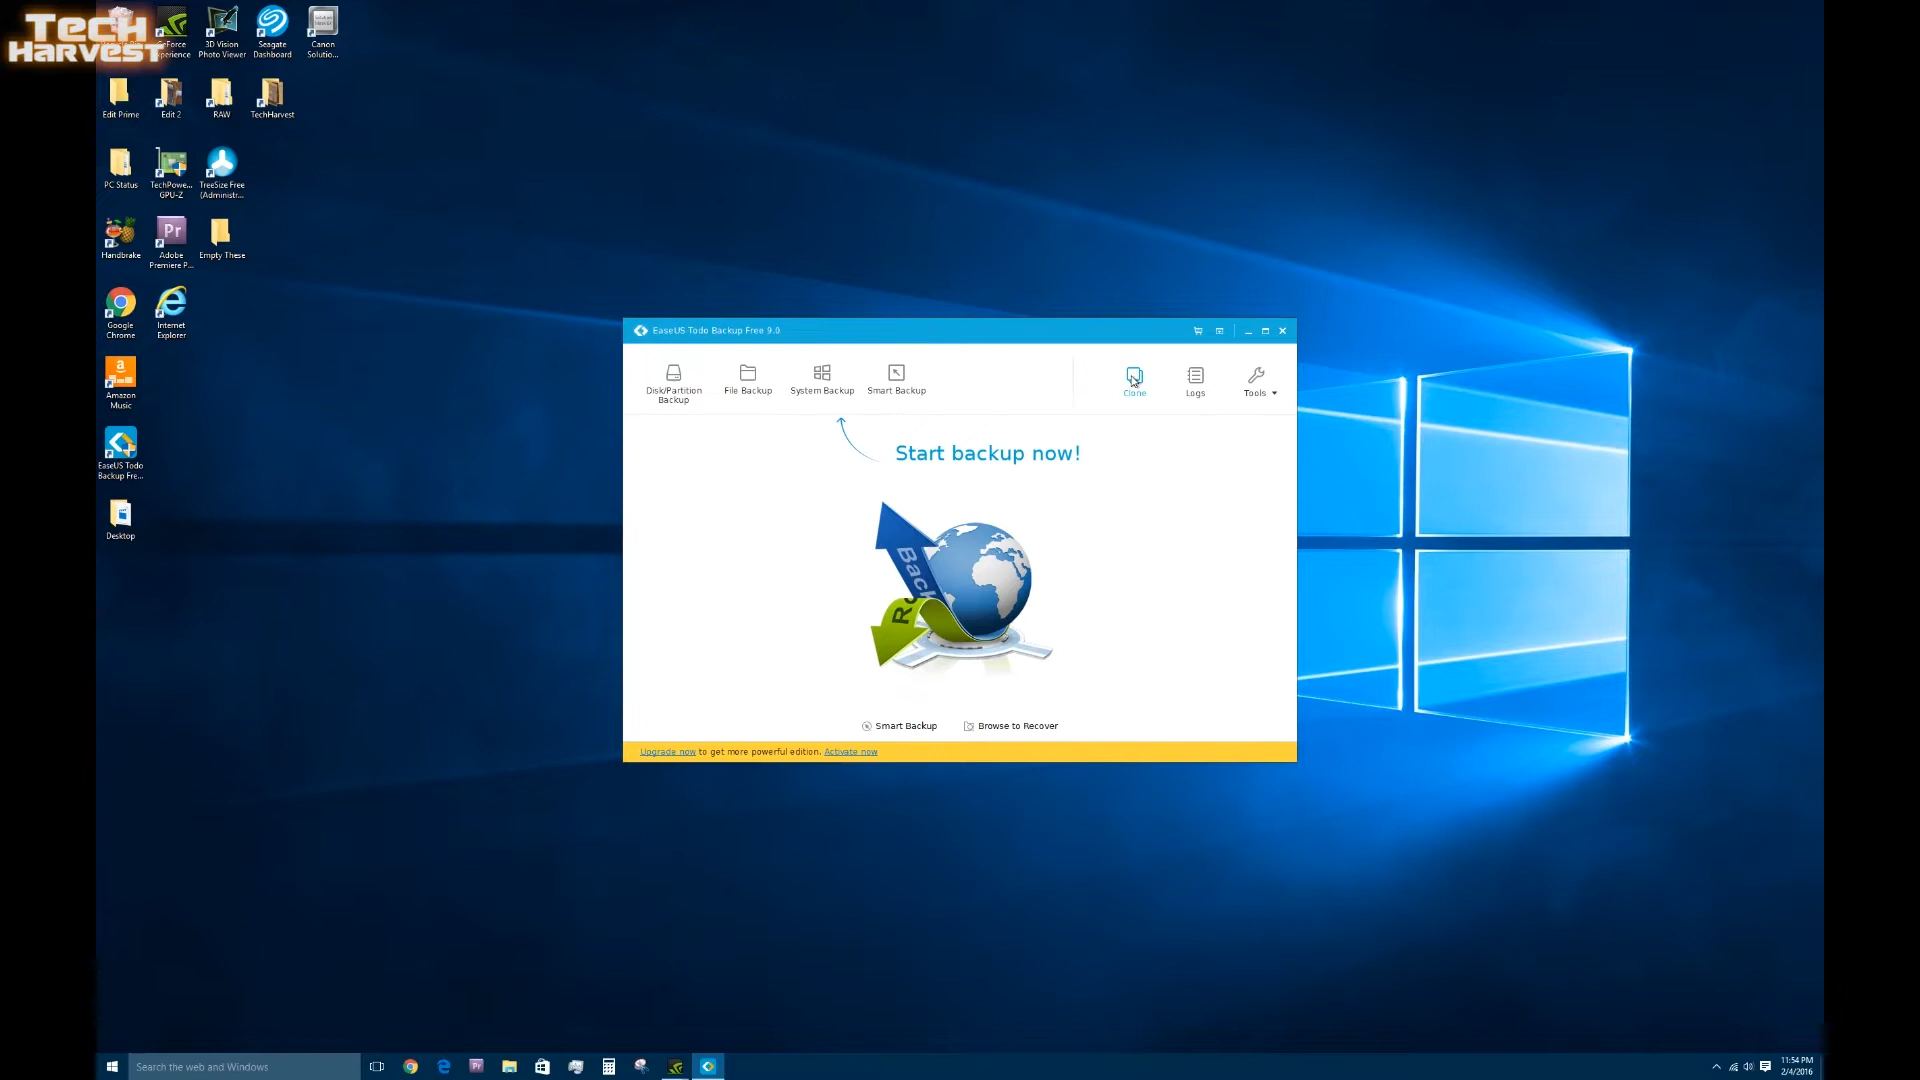 Tech
Harvest
GeForce Experience
3D Vision Photo Viewer
Seagate Dashboard
Canon Solutio...
Edit Prime
Edit 2
RAW
TechHarvest
PC Status
TechPowe... GPU-Z
TreeSize Free (Administr...
Handbrake
Adobe Premiere P...
Empty These
Google Chrome
Internet Explorer
Amazon Music
EaseUS Todo Backup Fre...
Desktop
EaseUS Todo Backup Free 9.0
Disk/Partition Backup
File Backup
System Backup
Smart Backup
Clone
Logs
Tools
Start backup now!
Back
Smart Backup
Browse to Recover
Upgrade now to get more powerful edition. Activate now
Search the web and Windows
11:54 PM
2/4/2016